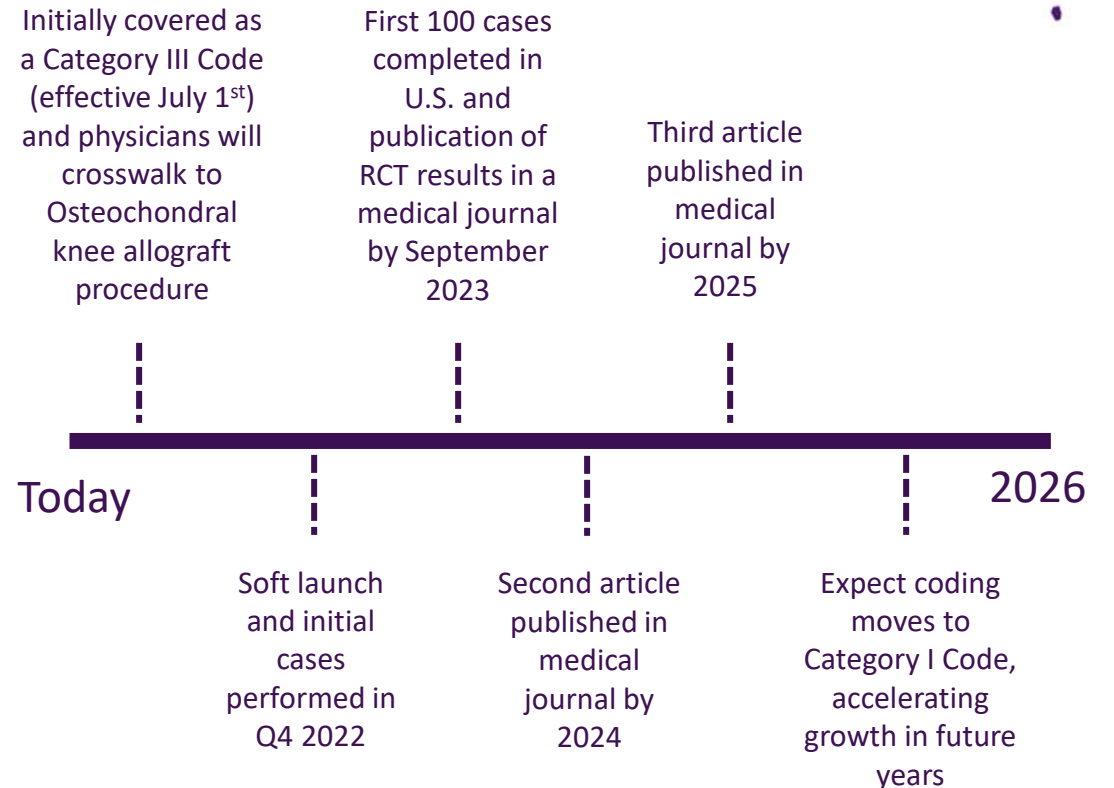 Initially covered as
a Category III Code
(effective July 1st)
and physicians will
crosswalk to
Osteochondral
knee allograft
procedure
First 100 cases
completed in
U.S. and
publication of
RCT results in a
medical journal
by September
2023
Third article
published in
medical
journal by
2025
Today
2026
Soft launch
and initial
cases
performed in
Q4 2022
Second article
published in
medical
journal by
2024
Expect coding
moves to
Category I Code,
accelerating
growth in future
years